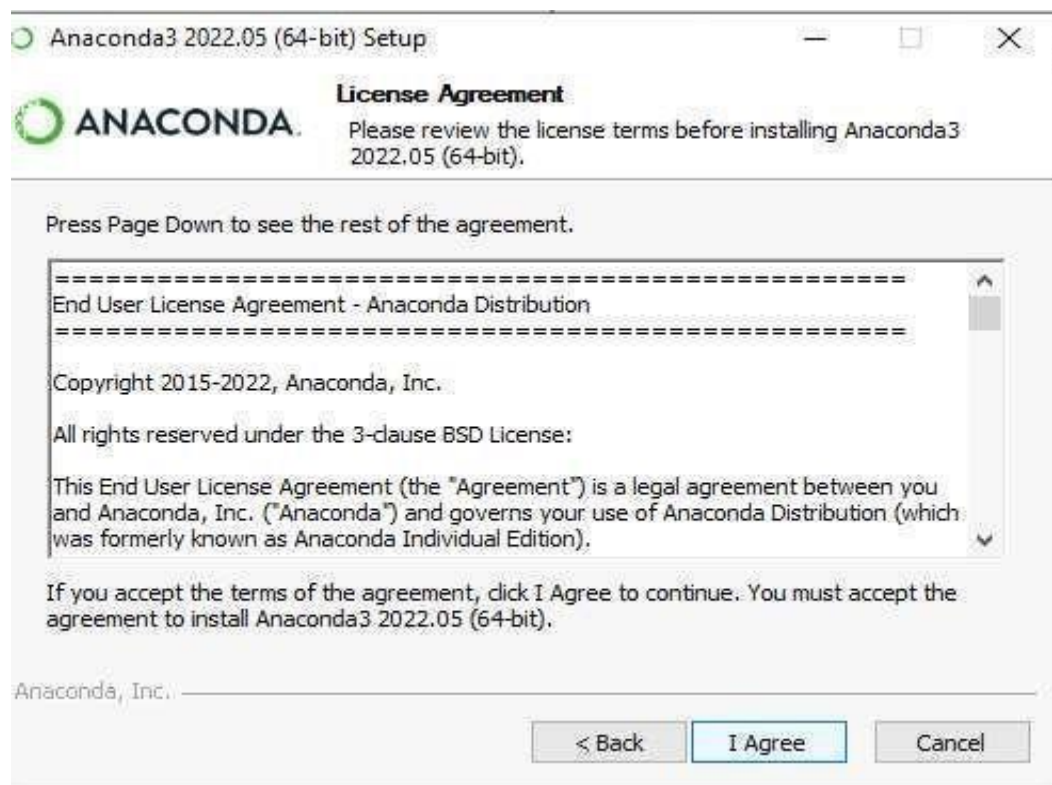 Anaconda3 2022.05 (64-bit) Setup
ANACONDA.
License Agreement
Please review the license terms before installing Anaconda3
2022.05 (64-bit).
Press Page Down to see the rest of the agreement.
==================================================
End User License Agreement - Anaconda Distribution
==================================================
Copyright 2015-2022, Anaconda, Inc.
All rights reserved under the 3-clause BSD License:
This End User License Agreement (the "Agreement") is a legal agreement between you
and Anaconda, Inc. ("Anaconda") and governs your use of Anaconda Distribution (which
was formerly known as Anaconda Individual Edition).
If you accept the terms of the agreement, click I Agree to continue. You must accept the
agreement to install Anaconda3 2022.05 (64-bit).
Anaconda, Inc.
< Back
I Agree
Cancel